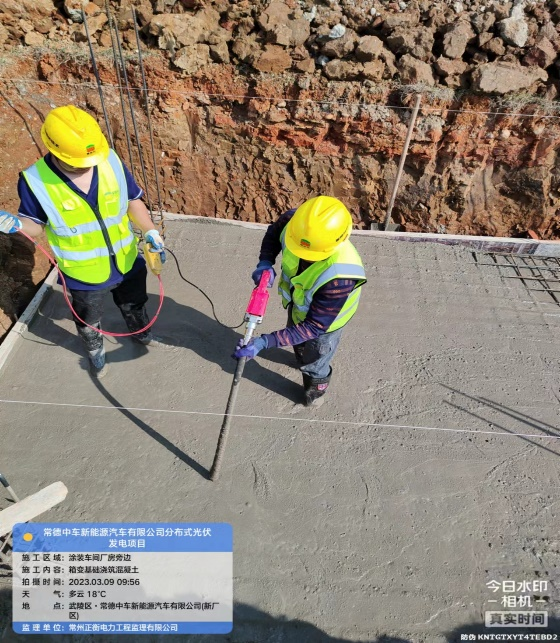 常德中车新能源汽车有限公司分布式光伏
发电项目
施工区域：涂装车间厂房旁边
施工内容：箱变基础浇筑混凝土
拍摄时间：2023.03.09 09:56
天气：多云 18℃
地点：武陵区·常德中车新能源汽车有限公司(新厂
区)
监理单位：常州正衡电力工程监理有限公司
今日水印
相机
真实时间
防伪 KNTGTZXYT4TEBD